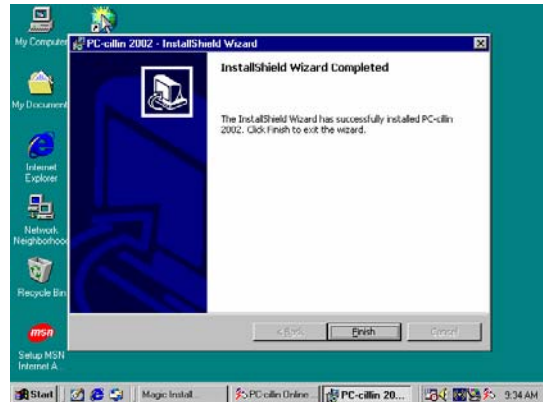 My Computer
PC-cillin 2002 - InstallShield Wizard
InstallShield Wizard Completed
The InstallShield Wizard has successfully installed PC-cillin
2002. Click Finish to exit the wizard.
My Document
Internet
Explorer
Network
Neighborhoo
Recycle Bin
msn
Setup MSN
Internet A...
< Back
Finish
Cancel
Start
Magic Install...
PC-cillin Online ...
PC-cillin 20...
9:34 AM